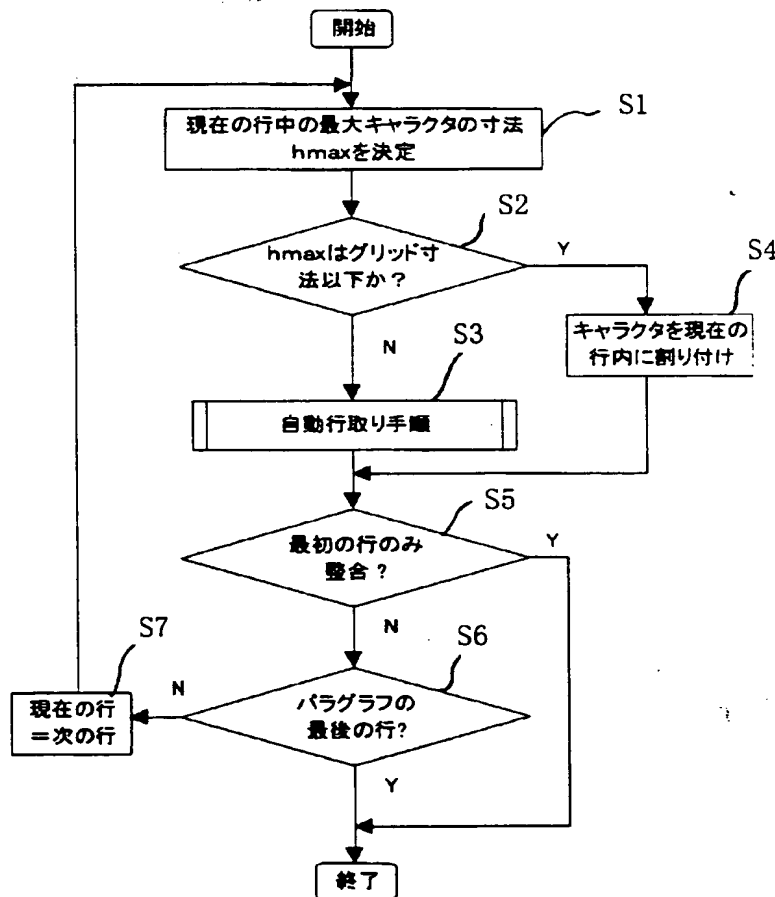 開始
S1
現在の行中の最大キャラクタの寸法
hmaxを決定
S2
hmaxはグリッド寸
法以下か？
Y
N
S4
キャラクタを現在の
行内に割り付け
S3
自動行取り手順
S5
最初の行のみ
整合？
Y
N
S6
パラグラフの
最後の行?
N
Y
S7
現在の行
＝次の行
終了